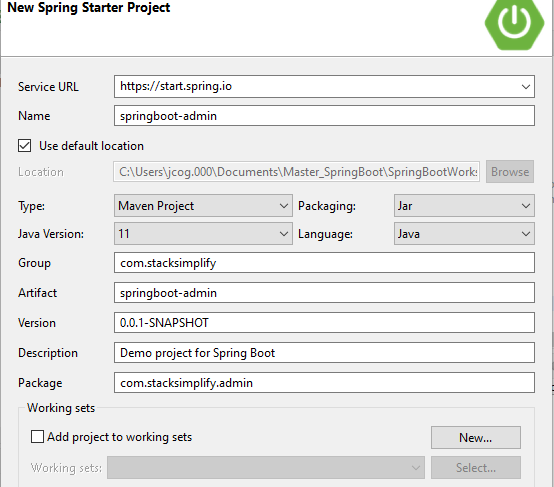 New Spring Starter Project
Service URL https://start.spring.io
Name springboot-admin
Use default location
Location C:\Users\jcog.000\Documents\Master_SpringBoot\SpringBootWorks Browse
Type: Maven Project Packaging: Jar
Java Version: 11 Language: Java
Group com.stacksimplify
Artifact springboot-admin
Version 0.0.1-SNAPSHOT
Description Demo project for Spring Boot
Package com.stacksimplify.admin
Working sets
Add project to working sets New...
Working sets: Select...